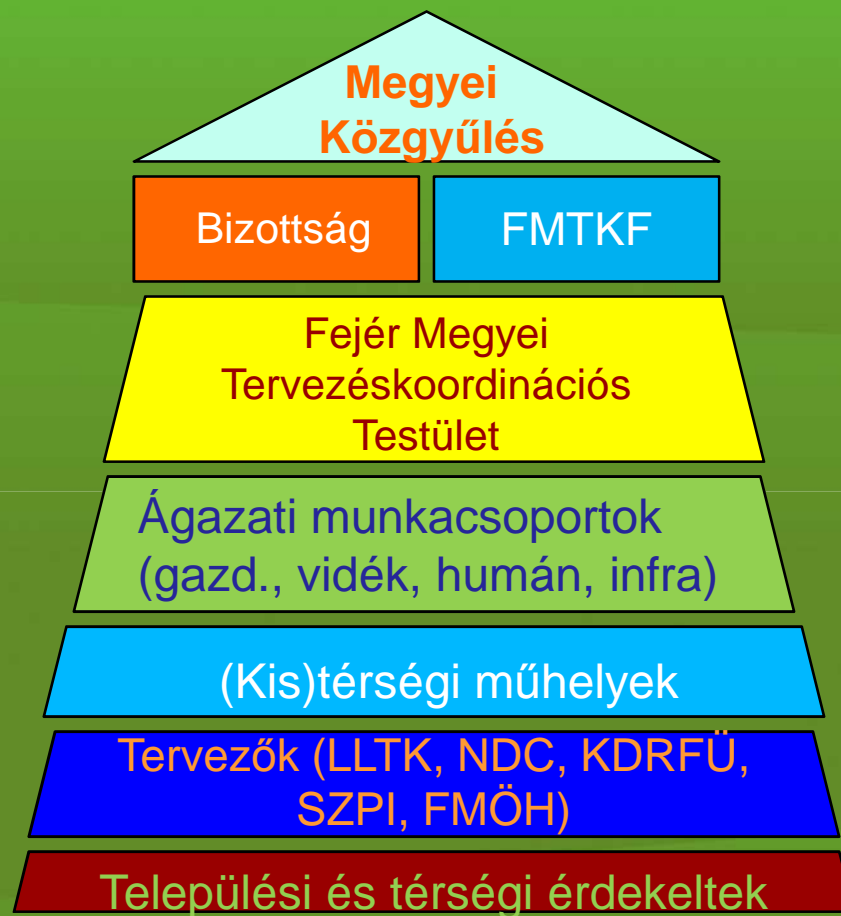 Megyei
Közgyűlés
Bizottság
FMTKF
Fejér Megyei
Tervezéskoordinációs
Testület
Ágazati munkacsoportok
(gazd., vidék, humán, infra)
(Kis)térségi műhelyek
Tervezők (LLTK, NDC, KDRFÜ,
SZPI, FMÖH)
Települési és térségi érdekeltek